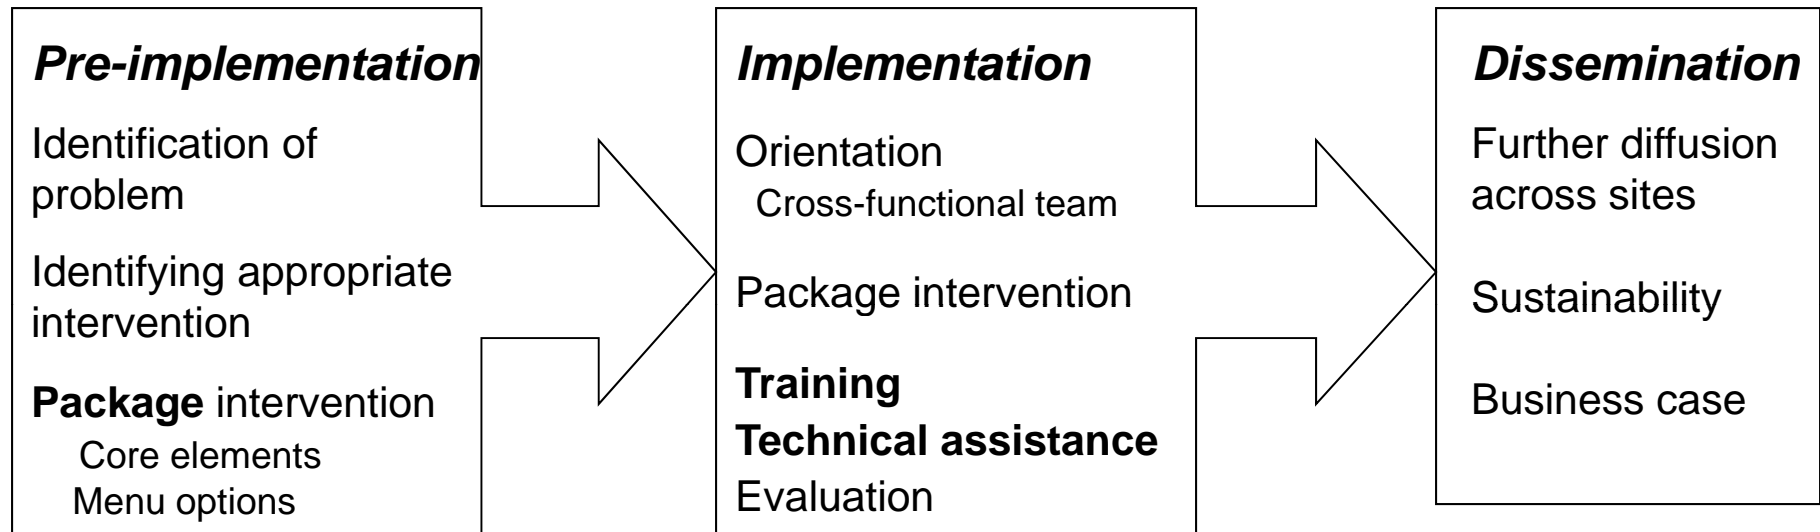 Pre-implementation
Identification of
problem
Identifying appropriate
intervention
Package intervention
Core elements
Menu options
Implementation
Orientation
Cross-functional team
Package intervention
Training
Technical assistance
Evaluation
Dissemination
Further diffusion
across sites
Sustainability
Business case